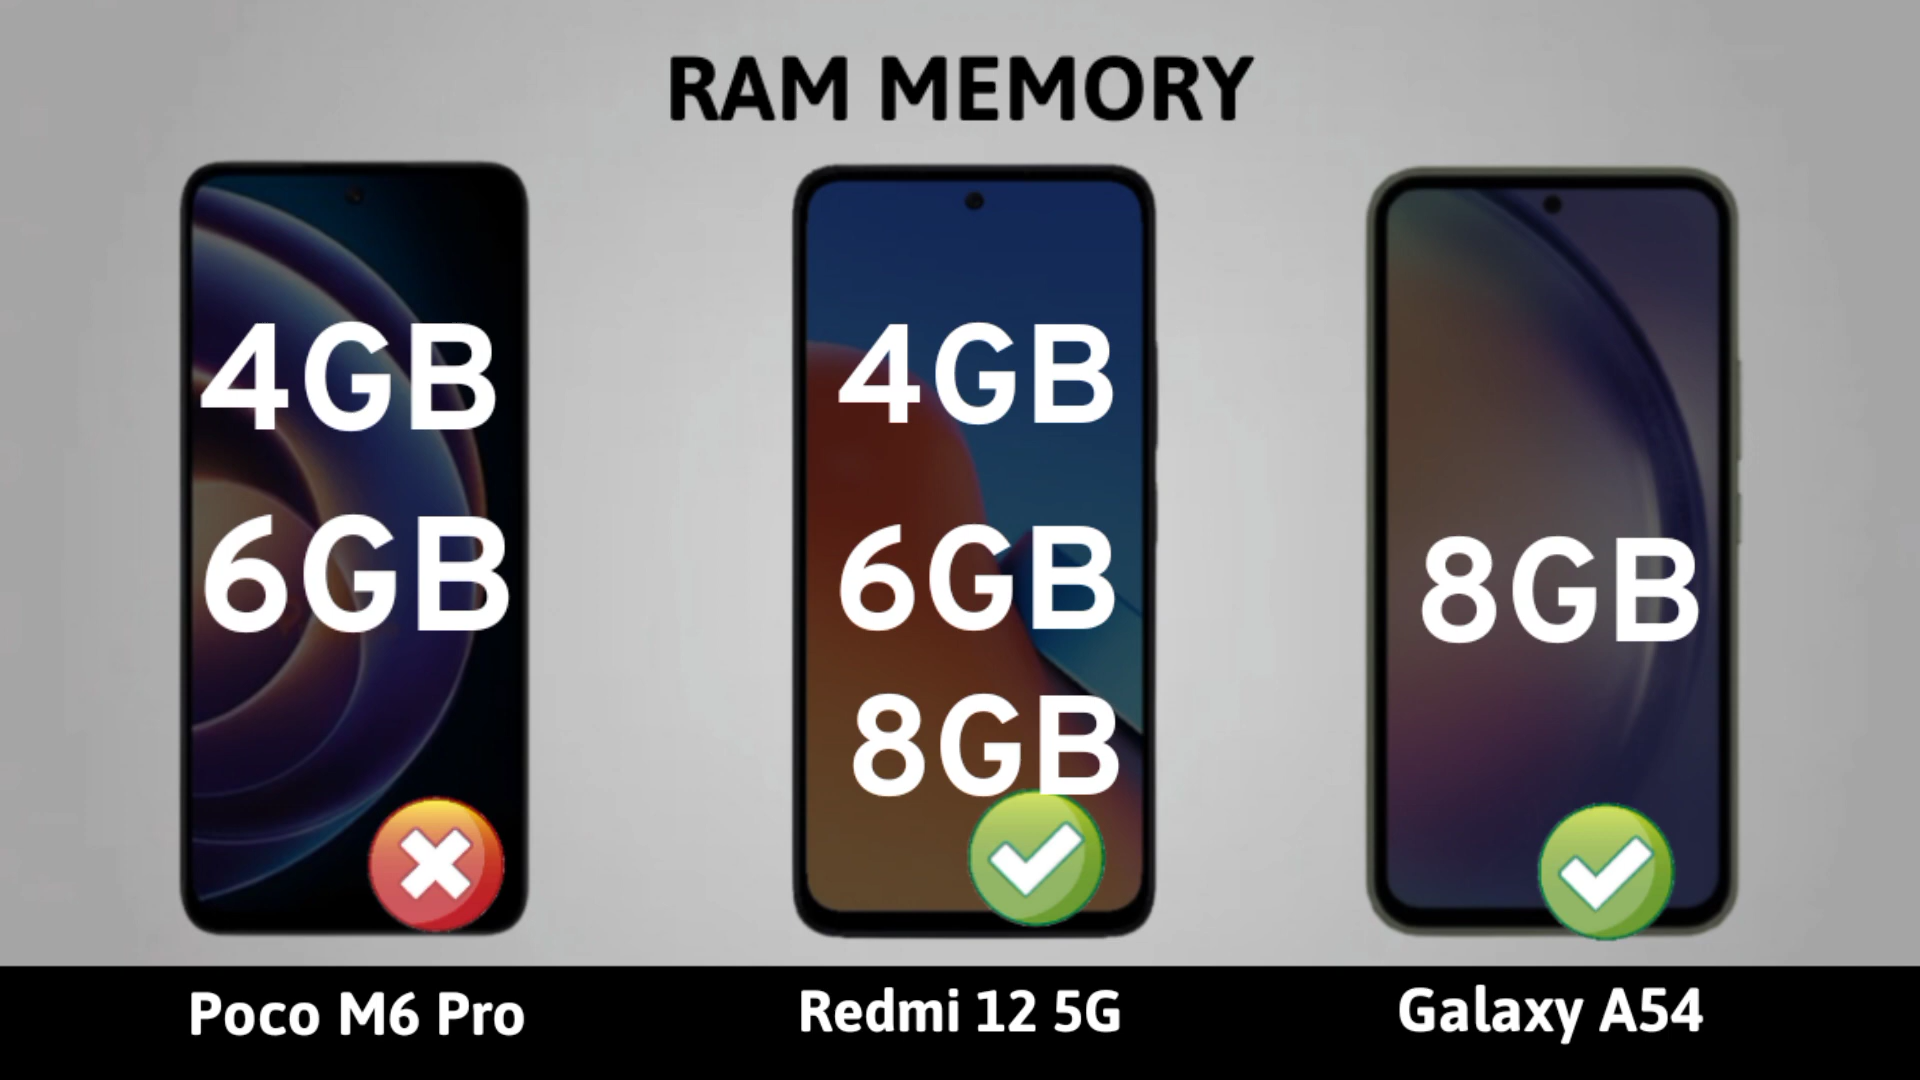 RAM MEMORY
4GB
6GB
4GB
6GB
8GB
8GB
Poco M6 Pro
Redmi 12 5G
Galaxy A54